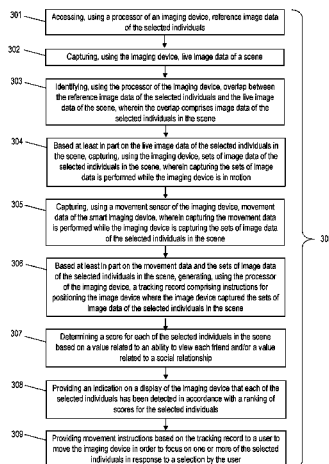 301
Accessing, using a processor of an imaging device, reference image data
of the selected individuals
302
Capturing, using the imaging device, live image data of a scene
303
Identifying, using the processor of the imaging device, overlap between
the reference image data of the selected individuals and the live image
data of the scene, wherein the overlap comprises image data of the
selected individuals in the scene
304
Based at least in part on the live image data of the selected individuals in
the scene, capturing, using the imaging device, sets of image data of the
selected individuals in the scene, wherein capturing the sets of image
data is performed while the imaging device is in motion
305
Capturing, using a movement sensor of the imaging device, movement
data of the smart imaging device, wherein capturing the movement data
is performed while the imaging device is capturing the sets of image data
of the selected individuals in the scene
306
Based at least in part on the movement data and the sets of image data
of the selected individuals in the scene, generating, using the processor
of the imaging device, a tracking record comprising instructions for
positioning the imaging device where the image device captured the sets of
image data of the selected individuals in the scene
307
Determining a score for each of the selected individuals in the scene
based on a value related to an ability to view each friend and/or a value
related to a social relationship
308
Providing an indication on a display of the imaging device that each of the
selected individuals has been detected in accordance with a ranking of
scores for the selected individuals
309
Providing movement instructions based on the tracking record to a user to
move the imaging device in order to focus on one or more of the selected
individuals in response to a selection by the user
30